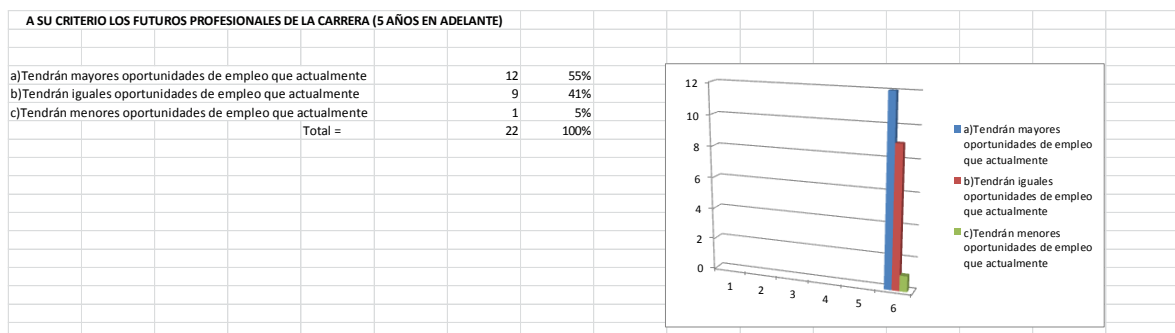 A SU CRITERIO LOS FUTUROS PROFESIONALES DE LA CARRERA (5 AÑOS EN ADELANTE)
a)Tendrán mayores oportunidades de empleo que actualmente 12 55%
b)Tendrán iguales oportunidades de empleo que actualmente 9 41%
c)Tendrán menores oportunidades de empleo que actualmente 1 5%
Total = 22 100%
12
10
8
6
4
2
0
1 2 3 4 5 6
a)Tendrán mayores
oportunidades de empleo
que actualmente
b)Tendrán iguales
oportunidades de empleo
que actualmente
c)Tendrán menores
oportunidades de empleo
que actualmente